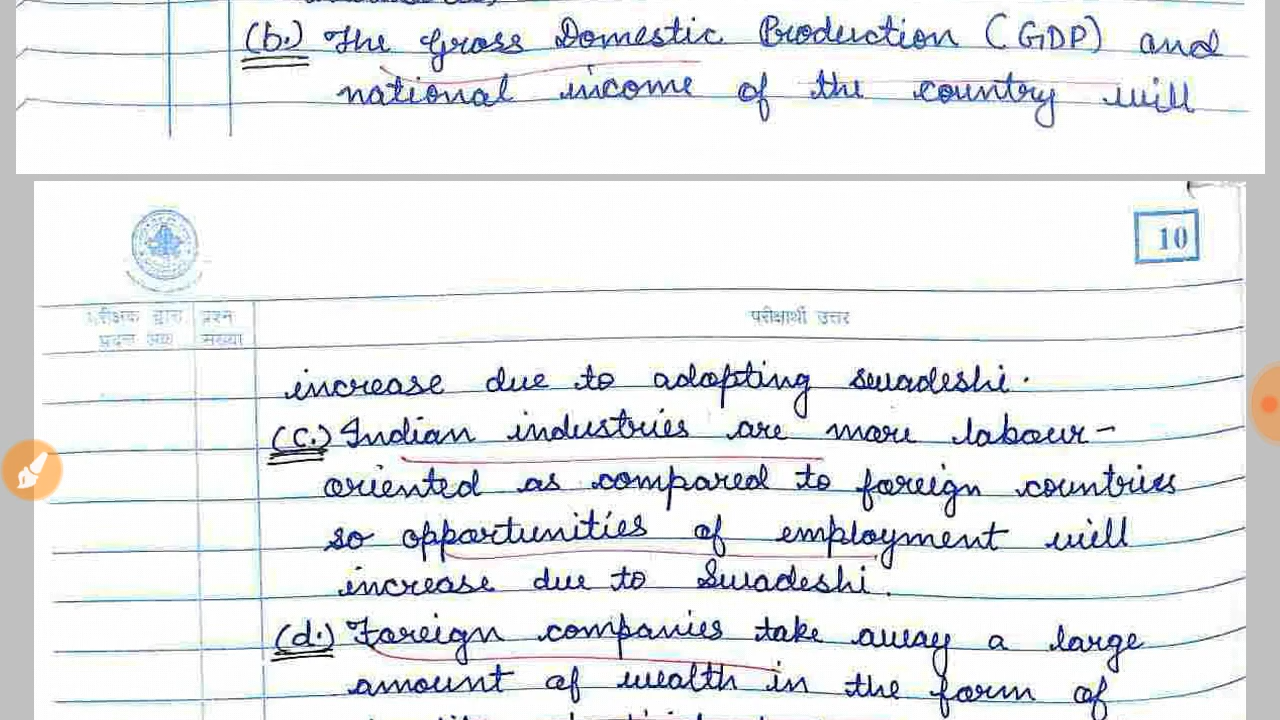 (b.) The Gross Domestic Production (GDP) and
national income of the country will
10
प्रश्न
परीक्षार्थी उत्तर
प्रदत्त अंक संख्या
increase due to adopting swadeshi.
(c.) Indian industries are more labour-
oriented as compared to foreign countries
so opportunities of employment will
increase due to Swadeshi.
(d.) Foreign companies take away a large
amount of wealth in the form of